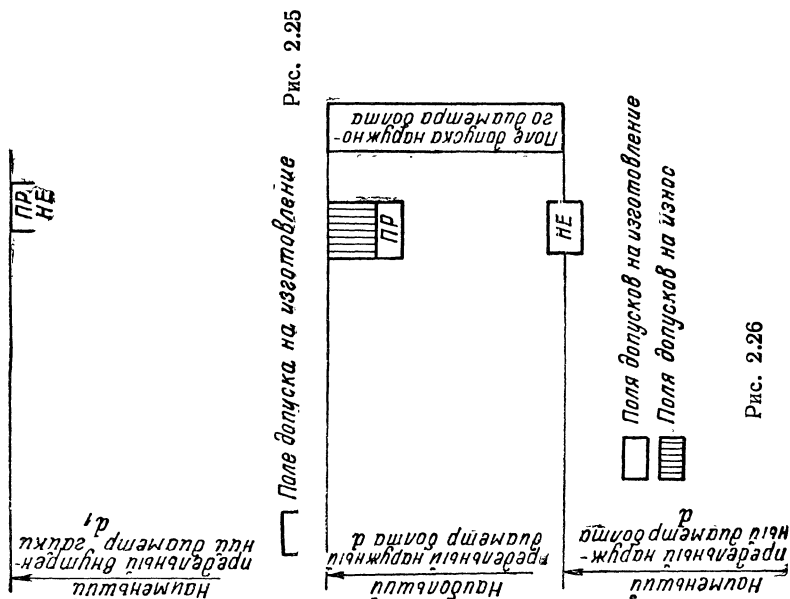 Наименьший
предельный внутрен-
ний диаметр гайки
d1
ПР
НЕ
Поле допуска на изготовление
Рис. 2.25
Наибольший
предельный наружный
диаметр болта d
ПР
НЕ
Поле допуска наружно-
го диаметра болта
Наименьший
предельный наруж-
ный диаметр болта
d
Поля допусков на изготовление
Поля допусков на износ
Рис. 2.26